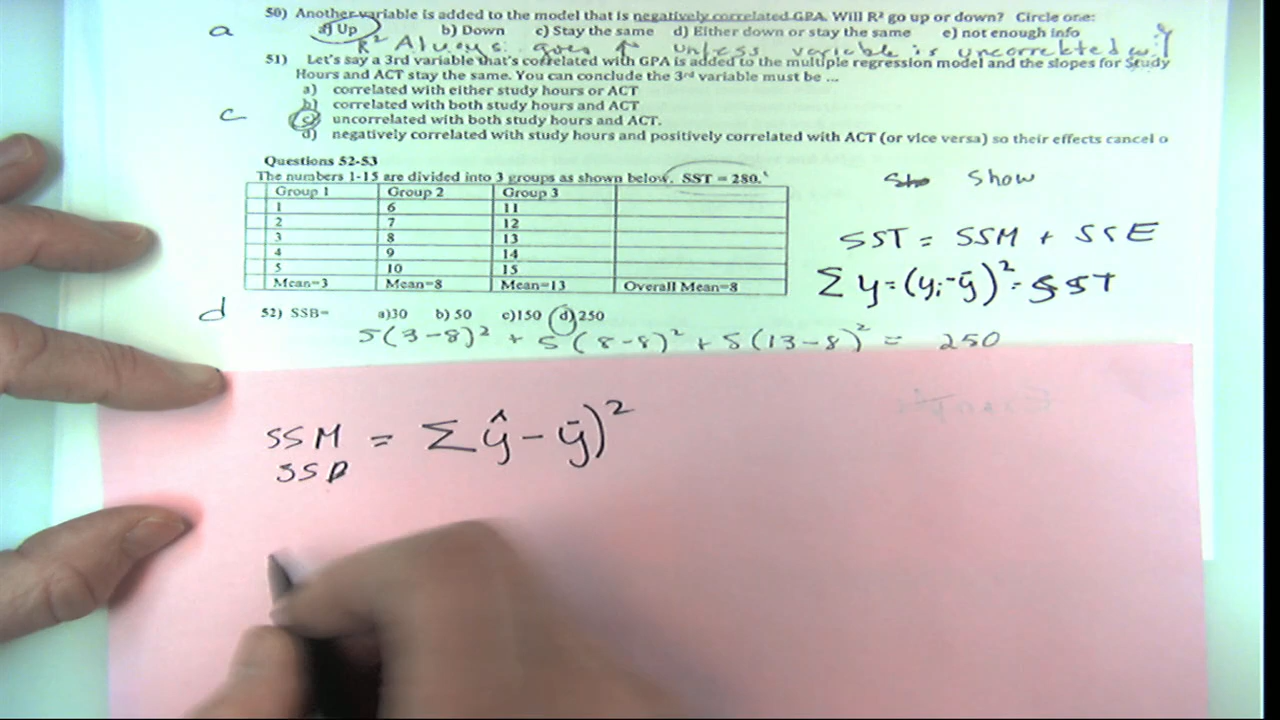 50) Another variable is added to the model that is negatively correlated GPA. Will R² go up or down? Circle one:
a a) Up b) Down c) Stay the same d) Either down or stay the same e) not enough info
R² Always goes ↑ unless variable is uncorrelated w/ Y
51) Let's say a 3rd variable that's correlated with GPA is added to the multiple regression model and the slopes for Study
Hours and ACT stay the same. You can conclude the 3rd variable must be ...
a) correlated with either study hours or ACT
b) correlated with both study hours and ACT
c c) uncorrelated with both study hours and ACT.
d) negatively correlated with study hours and positively correlated with ACT (or vice versa) so their effects cancel o
Questions 52-53
The numbers 1-15 are divided into 3 groups as shown below. SST = 280.
Show
Group 1 Group 2 Group 3
1 6 11
2 7 12
3 8 13
4 9 14
5 10 15
Mean=3 Mean=8 Mean=13 Overall Mean=8
SST = SSM + SSE
Σ y = (yᵢ - ȳ)² = SST
d 52) SSB= a)30 b) 50 c)150 d)250
5(3-8)² + 5(8-8)² + 5(13-8)² = 250
SSM = Σ ŷ - ȳ)²
SSB